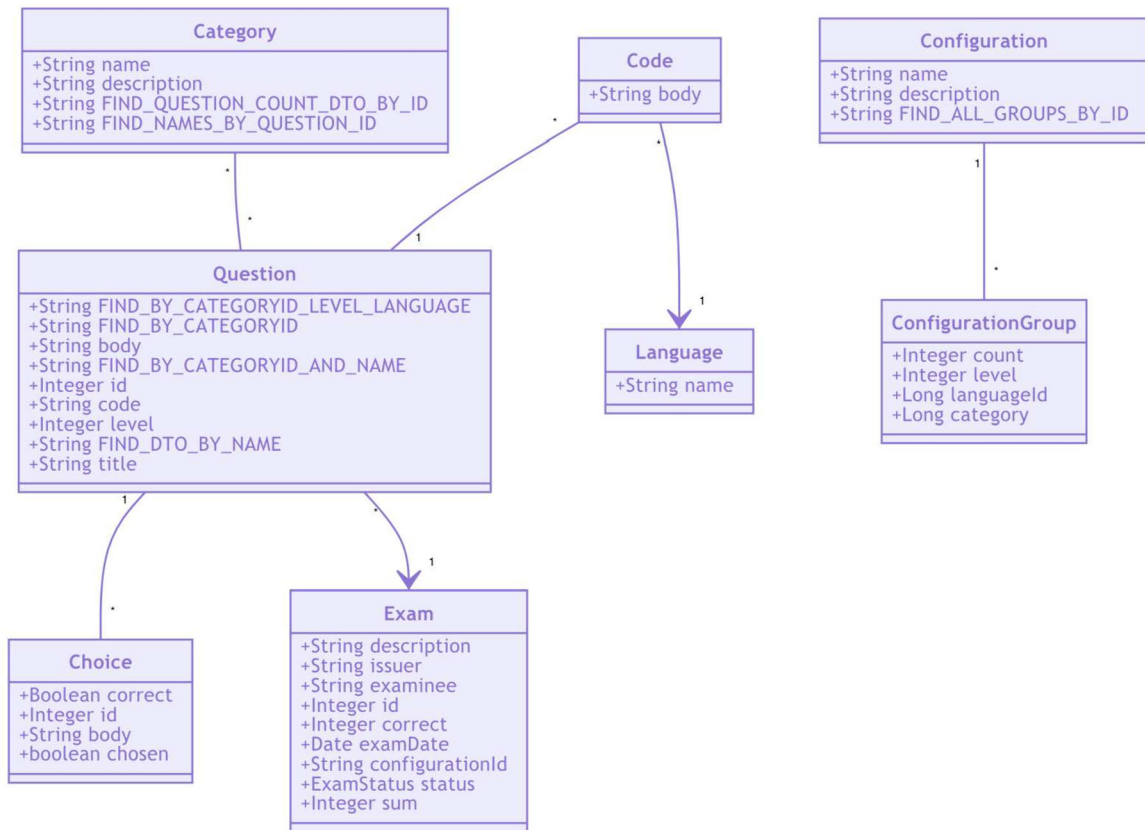 Category
+String name
+String description
+String FIND_QUESTION_COUNT_DTO_BY_ID
+String FIND_NAMES_BY_QUESTION_ID
Code
+String body
Configuration
+String name
+String description
+String FIND_ALL_GROUPS_BY_ID
*
*
*
1
*
1
1
*
Question
+String FIND_BY_CATEGORYID_LEVEL_LANGUAGE
+String FIND_BY_CATEGORYID
+String body
+String FIND_BY_CATEGORYID_AND_NAME
+Integer id
+String code
+Integer level
+String FIND_DTO_BY_NAME
+String title
Language
+String name
ConfigurationGroup
+Integer count
+Integer level
+Long languageId
+Long category
1
*
*
1
Choice
+Boolean correct
+Integer id
+String body
+boolean chosen
Exam
+String description
+String issuer
+String examinee
+Integer id
+Integer correct
+Date examDate
+String configurationId
+ExamStatus status
+Integer sum